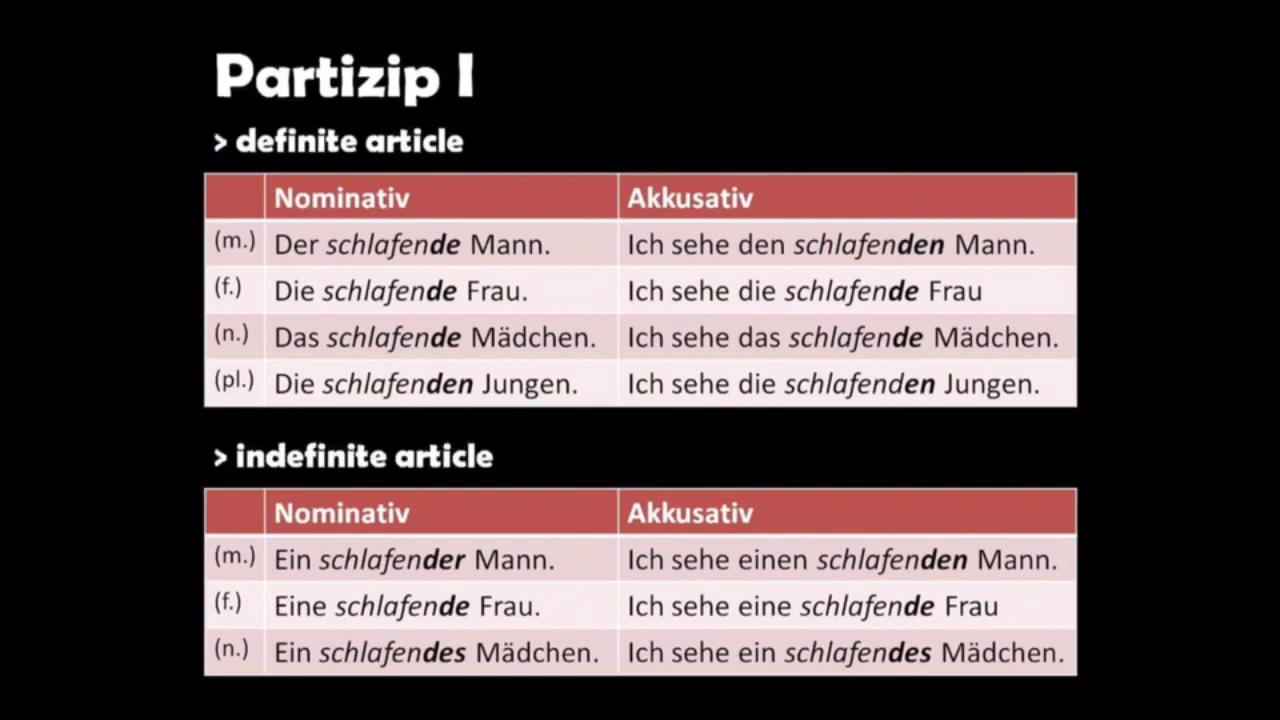 Partizip I
> definite article
Nominativ Akkusativ
(m.) Der schlafende Mann. Ich sehe den schlafenden Mann.
(f.) Die schlafende Frau. Ich sehe die schlafende Frau
(n.) Das schlafende Mädchen. Ich sehe das schlafende Mädchen.
(pl.) Die schlafenden Jungen. Ich sehe die schlafenden Jungen.
> indefinite article
Nominativ Akkusativ
(m.) Ein schlafender Mann. Ich sehe einen schlafenden Mann.
(f.) Eine schlafende Frau. Ich sehe eine schlafende Frau
(n.) Ein schlafendes Mädchen. Ich sehe ein schlafendes Mädchen.